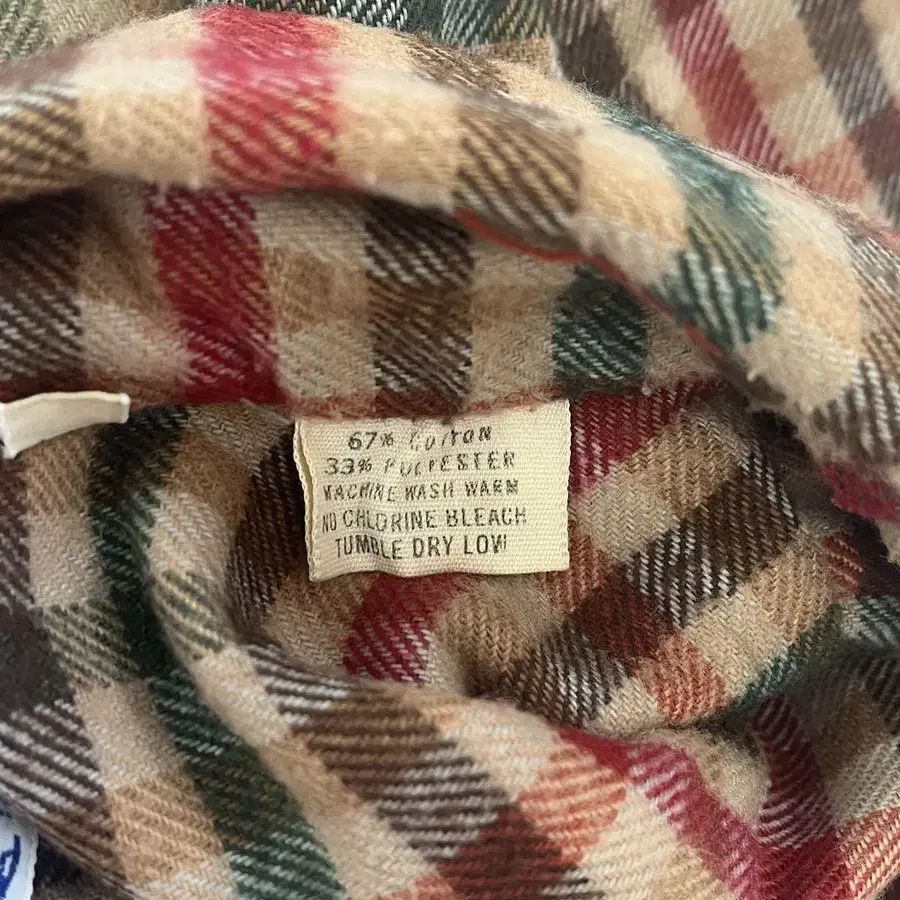 67% COTTON
33% POLYESTER
MACHINE WASH WARM
NO CHLORINE BLEACH
TUMBLE DRY LOW